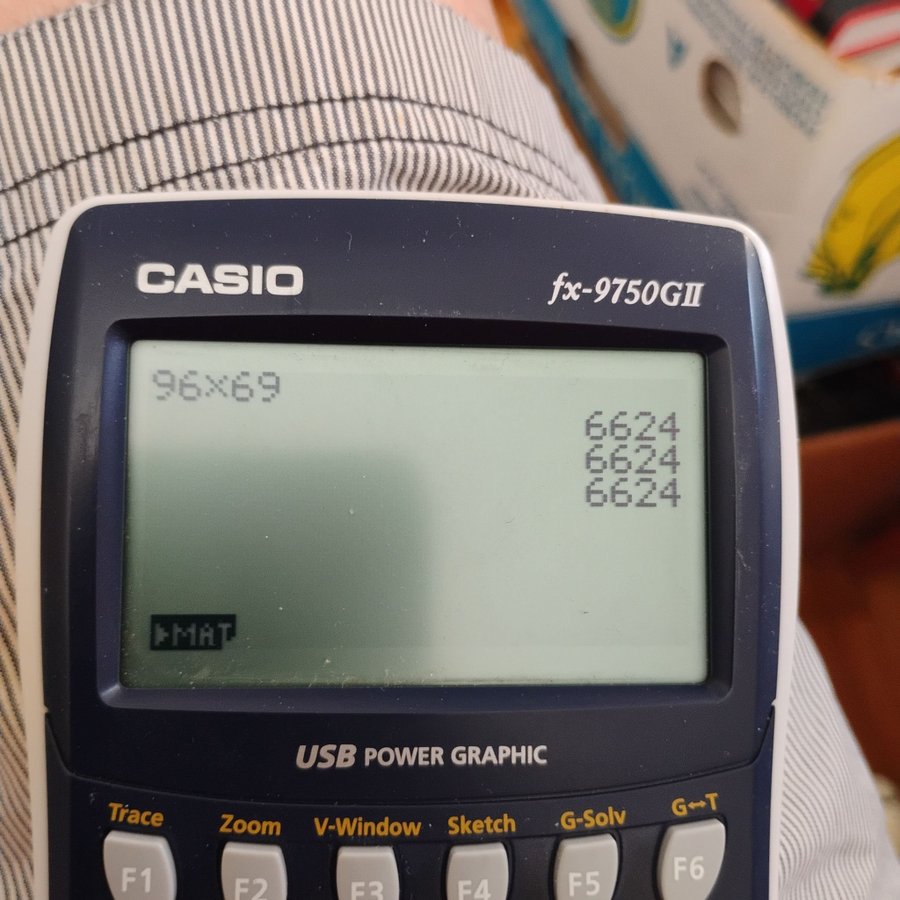 CASIO fx-9750GII
96×69
6624
6624
6624
▶MAT
USB POWER GRAPHIC
Trace Zoom V-Window Sketch G-Solv G↔T
F1 F2 F3 F4 F5 F6